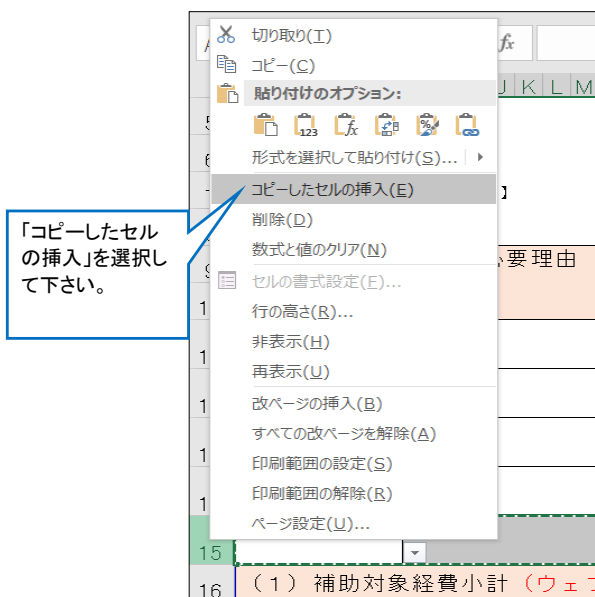 切り取り(T)
fx
コピー(C)
貼り付けのオプション:
J K L M
123 fx %
形式を選択して貼り付け(S)...
コピーしたセルの挿入(E)
】
削除(D)
「コピーしたセル
の挿入」を選択し
て下さい。
数式と値のクリア(N)
要理由
セルの書式設定(F)...
行の高さ(R)...
非表示(H)
再表示(U)
改ページの挿入(B)
すべての改ページを解除(A)
印刷範囲の設定(S)
印刷範囲の解除(R)
ページ設定(U)...
15
16 (1) 補助対象経費小計 (ウェブ